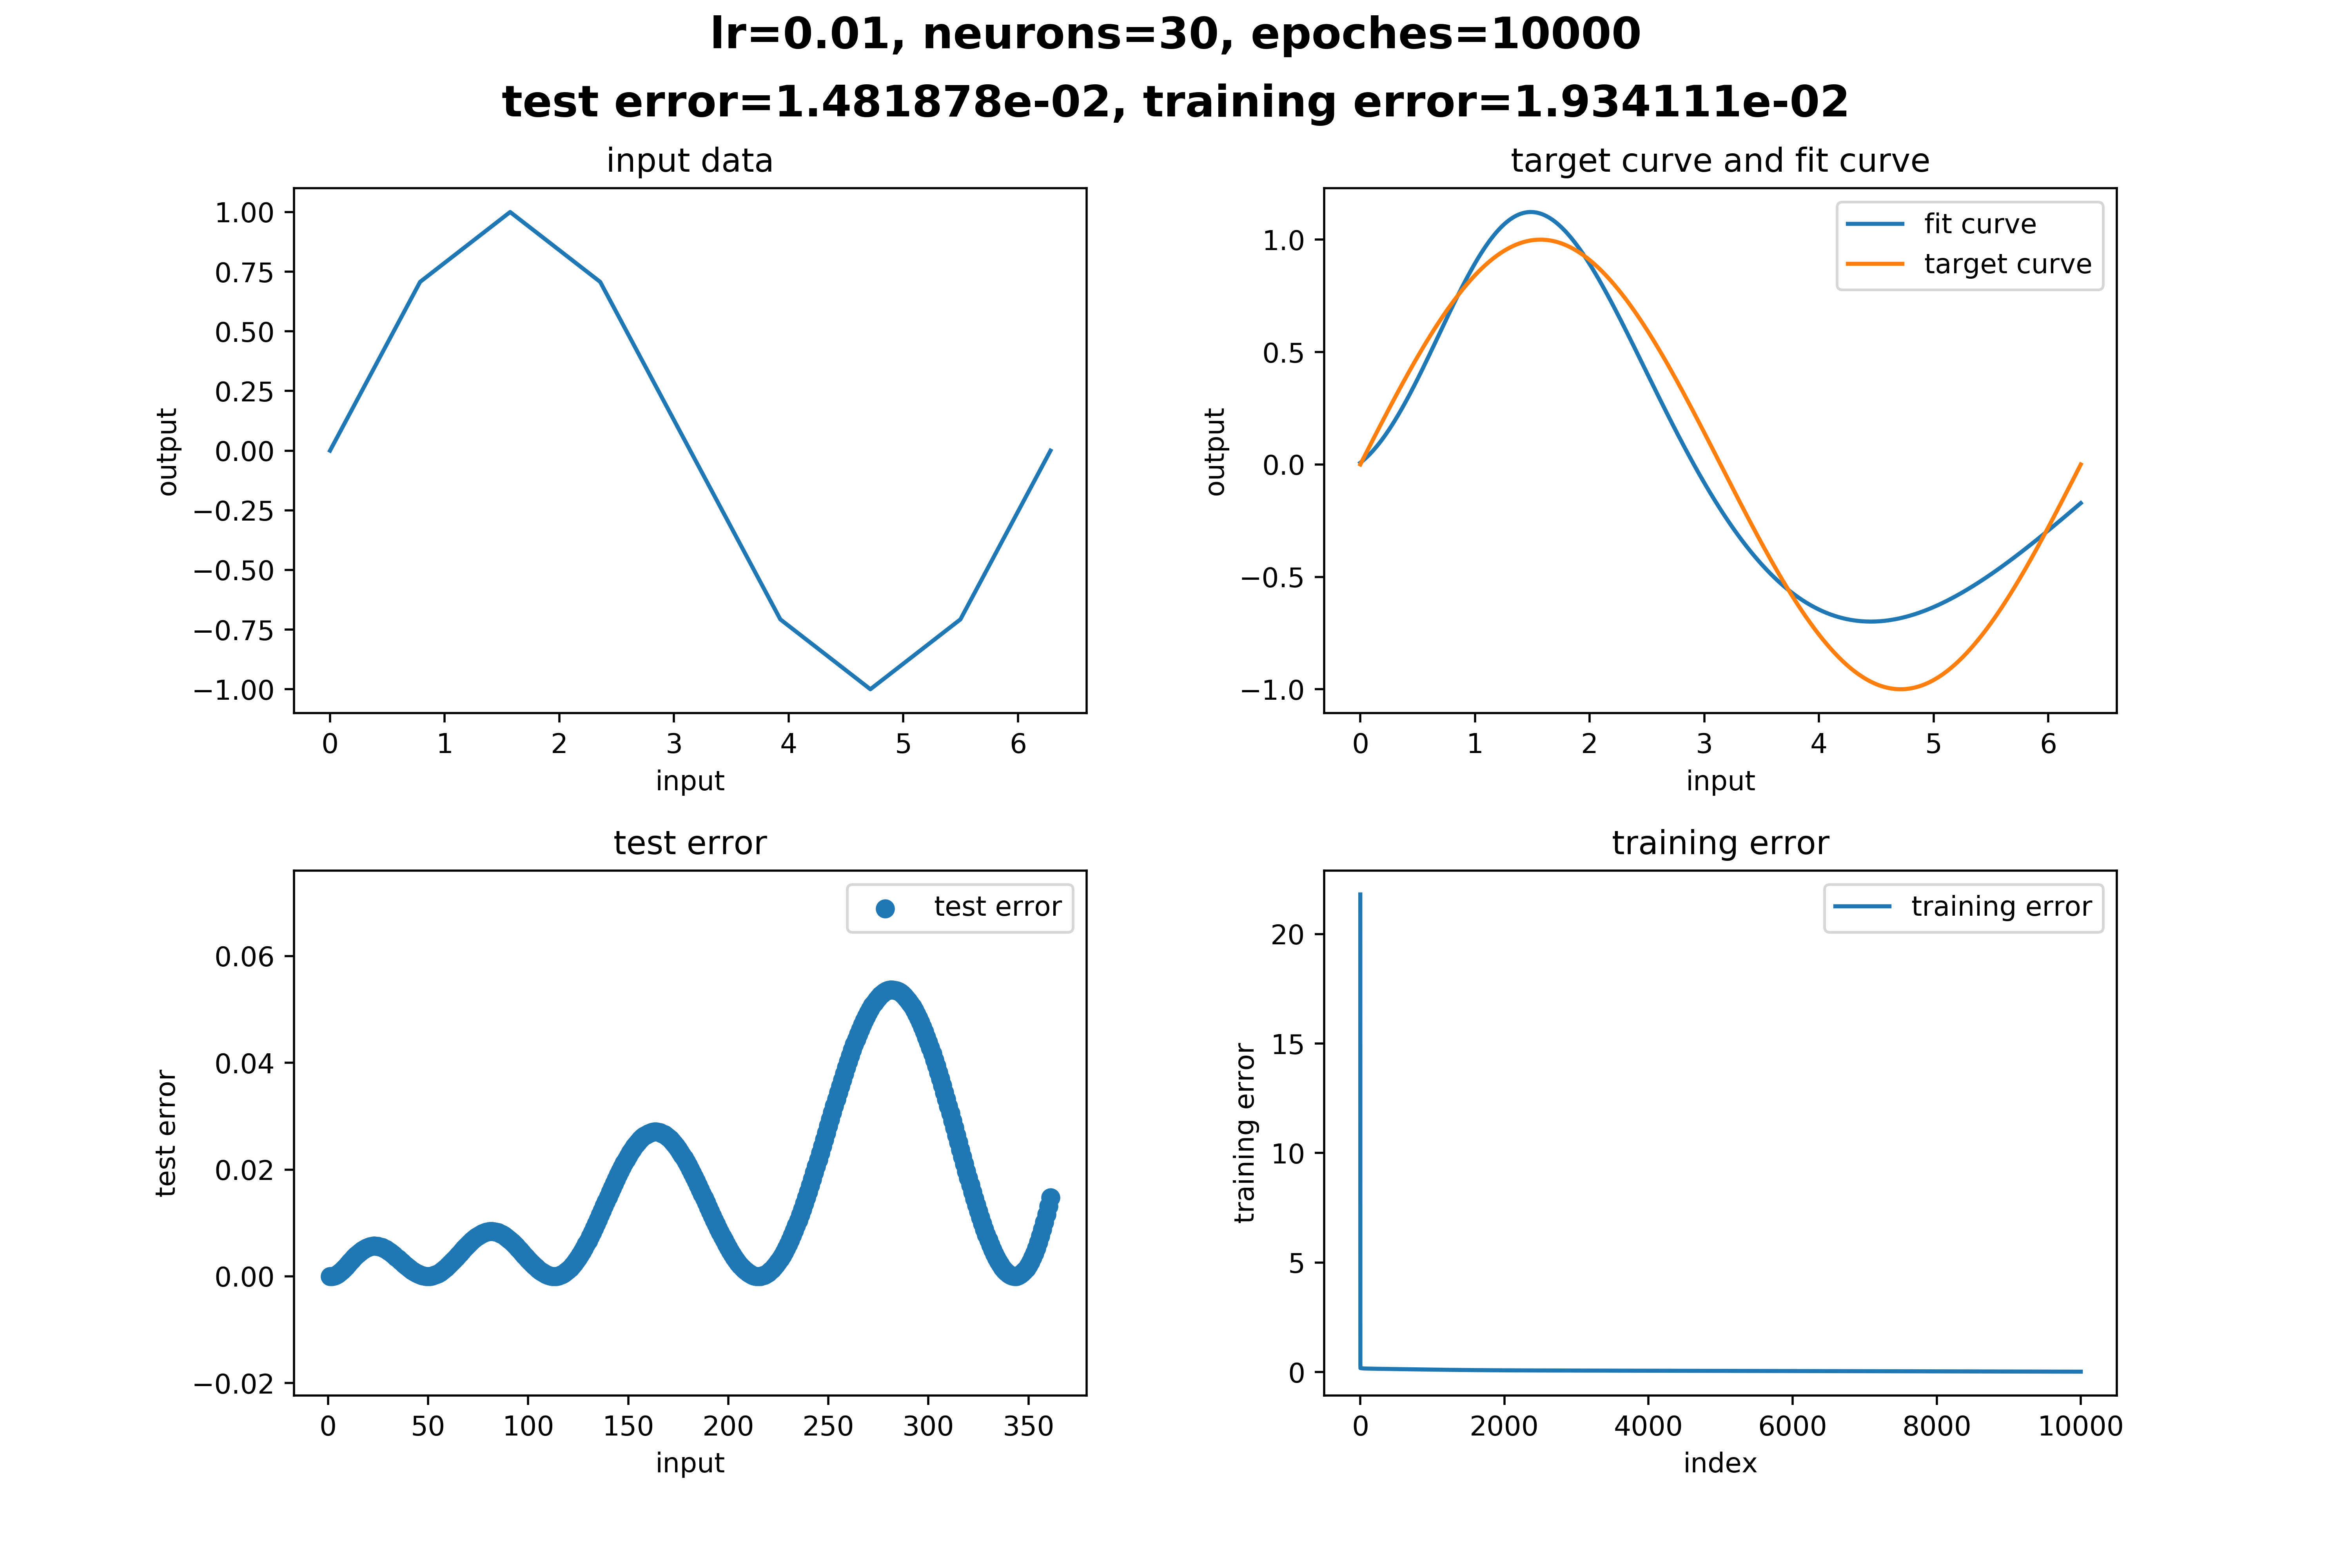 lr=0.01, neurons=30, epoches=10000
test error=1.481878e-02, training error=1.934111e-02
input data
1.00
0.75
0.50
0.25
0.00
−0.25
−0.50
−0.75
−1.00
output
0 1 2 3 4 5 6
input
target curve and fit curve
fit curve
target curve
1.0
0.5
0.0
−0.5
−1.0
output
0 1 2 3 4 5 6
input
test error
test error
0.06
0.04
0.02
0.00
−0.02
test error
0 50 100 150 200 250 300 350
input
training error
training error
20
15
10
5
0
training error
0 2000 4000 6000 8000 10000
index